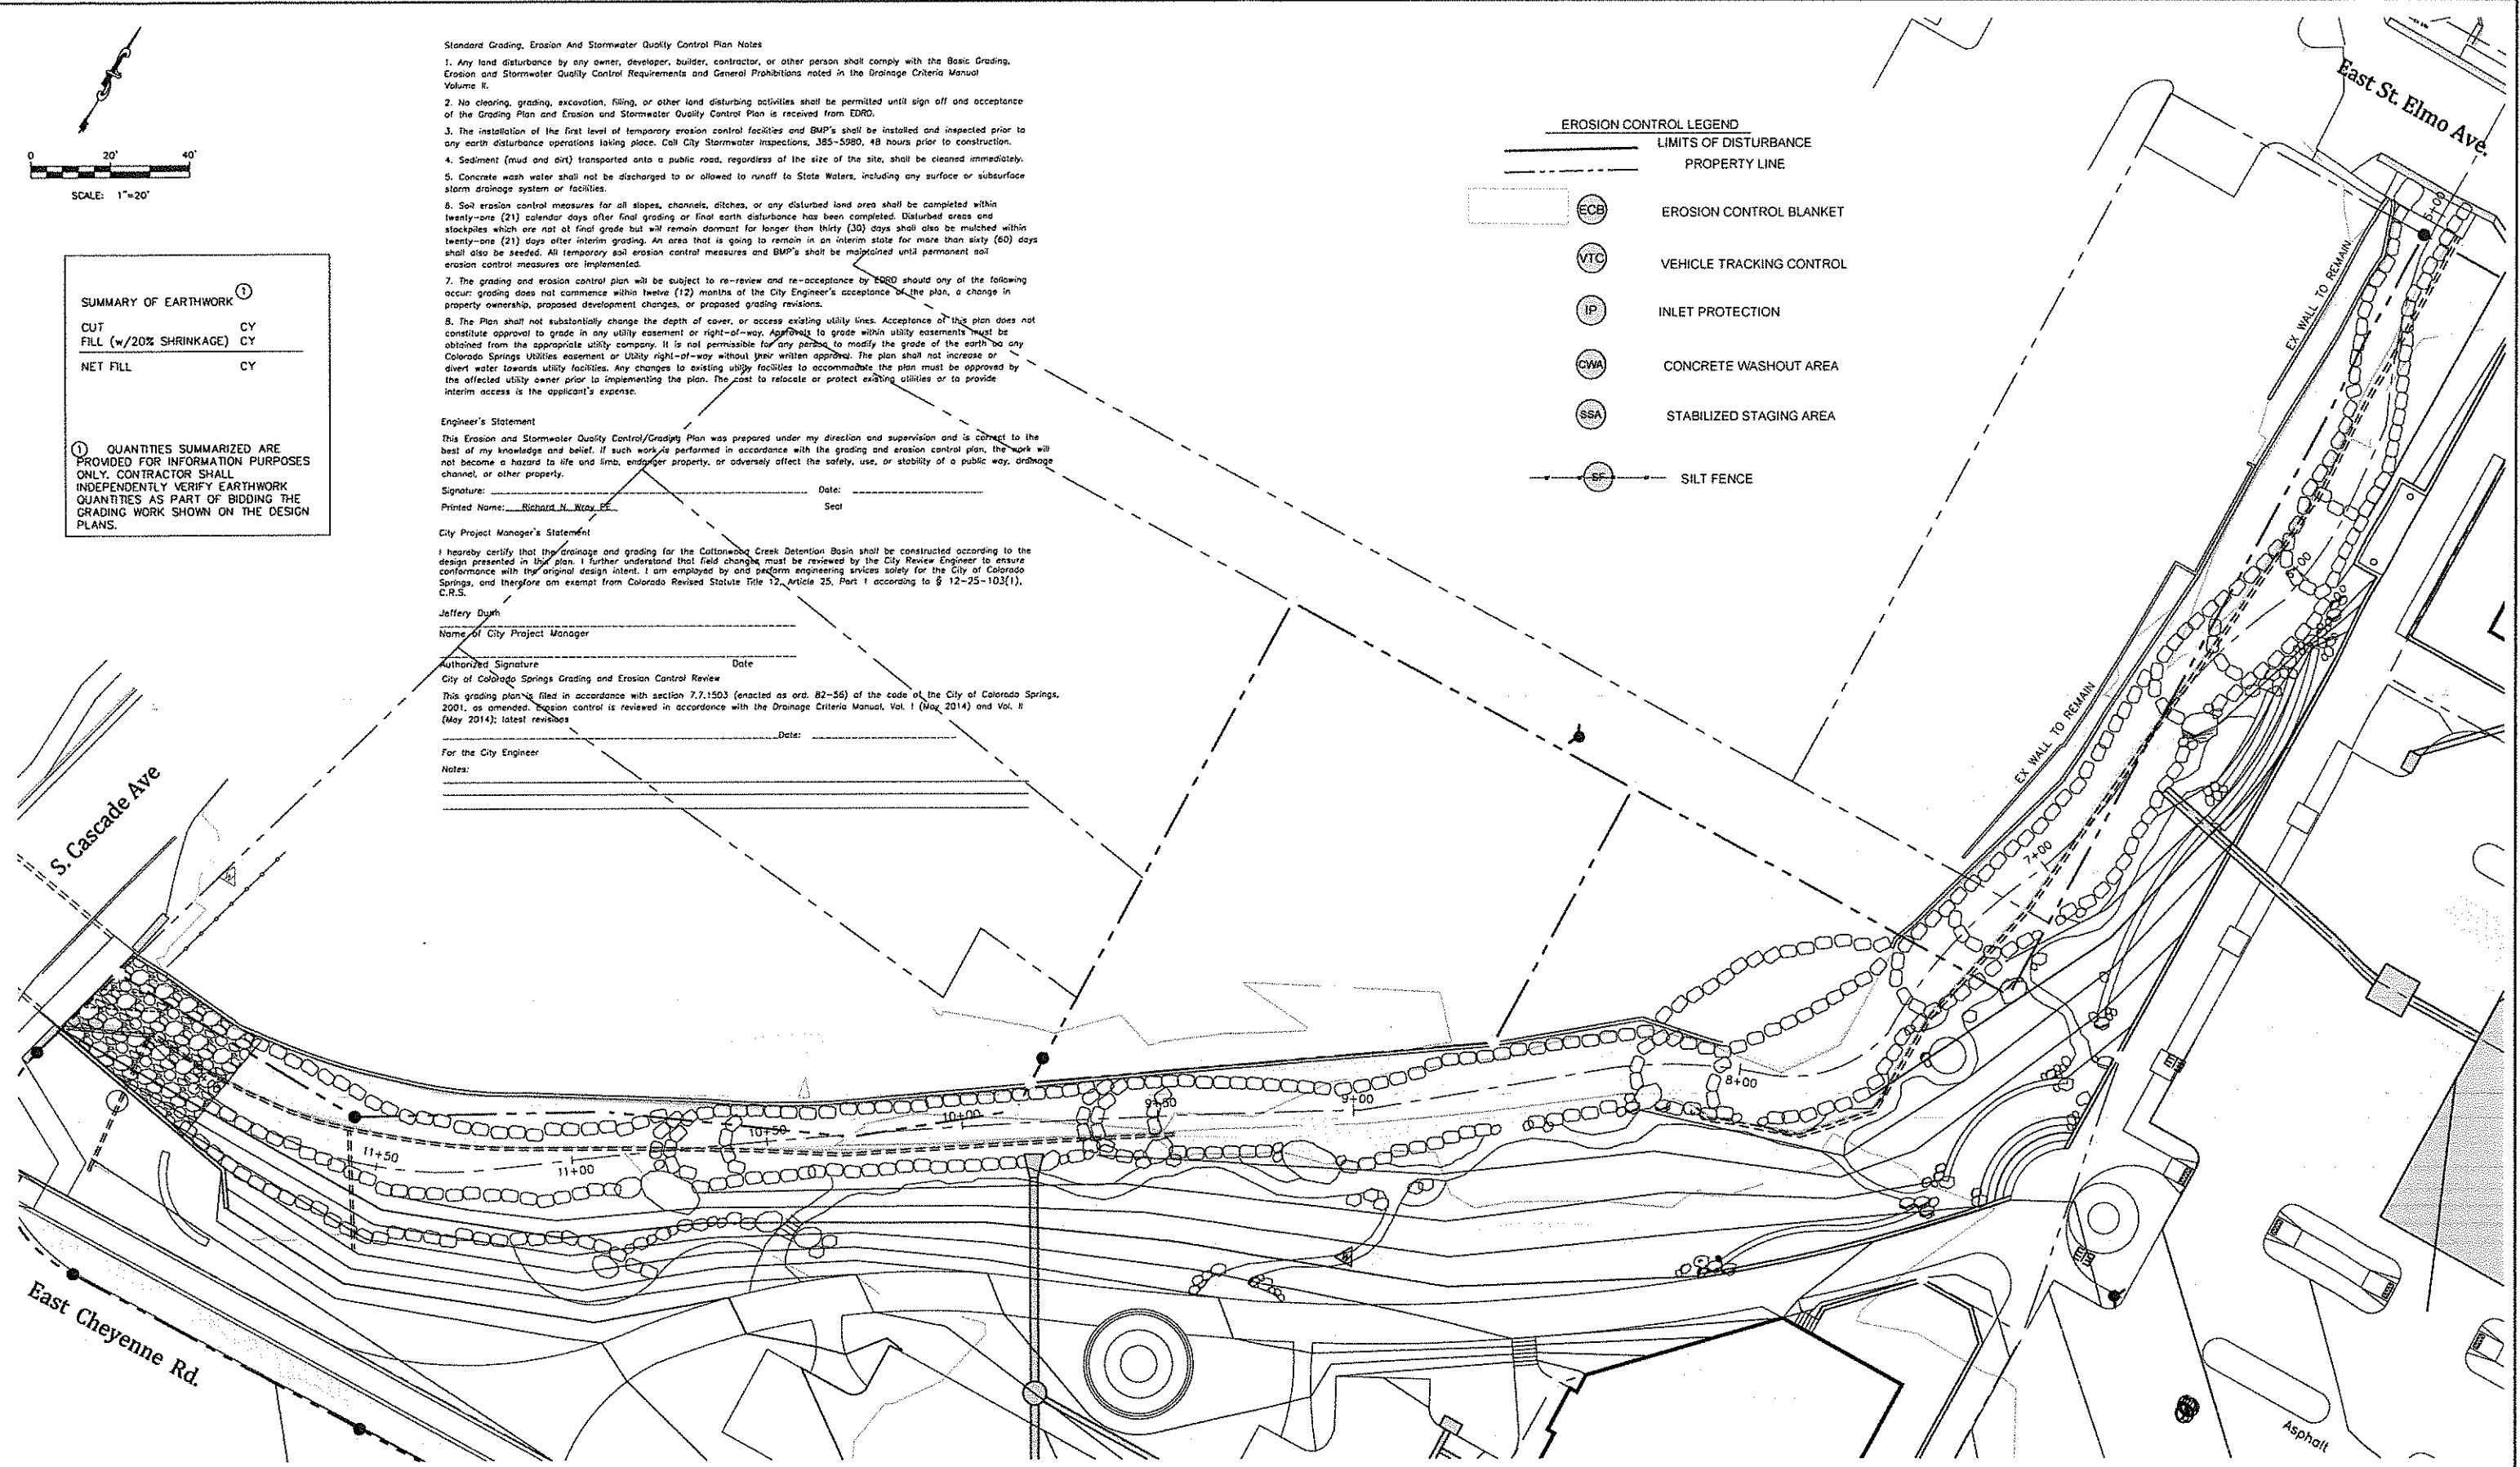 0 20' 40'
SCALE: 1"=20'
SUMMARY OF EARTHWORK ①
CUT CY
FILL (w/20% SHRINKAGE) CY
NET FILL CY
① QUANTITIES SUMMARIZED ARE
PROVIDED FOR INFORMATION PURPOSES
ONLY. CONTRACTOR SHALL
INDEPENDENTLY VERIFY EARTHWORK
QUANTITIES AS PART OF BIDDING THE
GRADING WORK SHOWN ON THE DESIGN
PLANS.
Standard Grading, Erosion And Stormwater Quality Control Plan Notes
1. Any land disturbance by any owner, developer, builder, contractor, or other person shall comply with the Basic Grading,
Erosion and Stormwater Quality Control Requirements and General Prohibitions noted in the Drainage Criteria Manual
Volume II.
2. No clearing, grading, excavation, filling, or other land disturbing activities shall be permitted until sign off and acceptance
of the Grading Plan and Erosion and Stormwater Quality Control Plan is received from EDRD.
3. The installation of the first level of temporary erosion control facilities and BMP's shall be installed and inspected prior to
any earth disturbance operations taking place. Call City Stormwater Inspections, 385-5980, 48 hours prior to construction.
4. Sediment (mud and dirt) transported onto a public road, regardless of the size of the site, shall be cleaned immediately.
5. Concrete wash water shall not be discharged to or allowed to runoff to State Waters, including any surface or subsurface
storm drainage system or facilities.
6. Soil erosion control measures for all slopes, channels, ditches, or any disturbed land area shall be completed within
twenty-one (21) calendar days after final grading or final earth disturbance has been completed. Disturbed areas and
stockpiles which are not at final grade but will remain dormant for longer than thirty (30) days shall also be mulched within
twenty-one (21) days after interim grading. An area that is going to remain in an interim state for more than sixty (60) days
shall also be seeded. All temporary soil erosion control measures and BMP's shall be maintained until permanent soil
erosion control measures are implemented.
7. The grading and erosion control plan will be subject to re-review and re-acceptance by EDRD should any of the following
occur: grading does not commence within twelve (12) months of the City Engineer's acceptance of the plan, a change in
property ownership, proposed development changes, or proposed grading revisions.
8. The Plan shall not substantially change the depth of cover, or access existing utility lines. Acceptance of this plan does not
constitute approval to grade in any utility easement or right-of-way. Approvals to grade within utility easements must be
obtained from the appropriate utility company. It is not permissible for any person to modify the grade of the earth on any
Colorado Springs Utilities easement or Utility right-of-way without their written approval. The plan shall not increase or
divert water towards utility facilities. Any changes to existing utility facilities to accommodate the plan must be approved by
the affected utility owner prior to implementing the plan. The cost to relocate or protect existing utilities or to provide
interim access is the applicant's expense.
Engineer's Statement
This Erosion and Stormwater Quality Control/Grading Plan was prepared under my direction and supervision and is correct to the
best of my knowledge and belief. If such work is performed in accordance with the grading and erosion control plan, the work will
not become a hazard to life and limb, endanger property, or adversely affect the safety, use, or stability of a public way, drainage
channel, or other property.
Signature: Date:
Printed Name: Richard N. Wray PE Seal
City Project Manager's Statement
I hereby certify that the drainage and grading for the Cottonwood Creek Detention Basin shall be constructed according to the
design presented in this plan. I further understand that field changes must be reviewed by the City Review Engineer to ensure
conformance with the original design intent. I am employed by and perform engineering srvices solely for the City of Colorado
Springs, and therefore am exempt from Colorado Revised Statute Title 12, Article 25, Part 1 according to § 12-25-103(1),
C.R.S.
Jeffery Dush
Name of City Project Manager
Authorized Signature Date
City of Colorado Springs Grading and Erosion Control Review
This grading plan is filed in accordance with section 7.7.1503 (enacted as ord. 82-56) of the code of the City of Colorado Springs,
2001, as amended. Erosion control is reviewed in accordance with the Drainage Criteria Manual, Vol. I (May 2014) and Vol. II
(May 2014); latest revisions
Date:
For the City Engineer
Notes:
EROSION CONTROL LEGEND
LIMITS OF DISTURBANCE
PROPERTY LINE
ECB EROSION CONTROL BLANKET
VTC VEHICLE TRACKING CONTROL
IP INLET PROTECTION
CWA CONCRETE WASHOUT AREA
SSA STABILIZED STAGING AREA
SF SILT FENCE
East St. Elmo Ave.
5+00
EX WALL TO REMAIN
EX WALL TO REMAIN
7+00
8+00
9+00
9+50
10+00
10+50
11+00
11+50
S. Cascade Ave
East Cheyenne Rd.
Asphalt